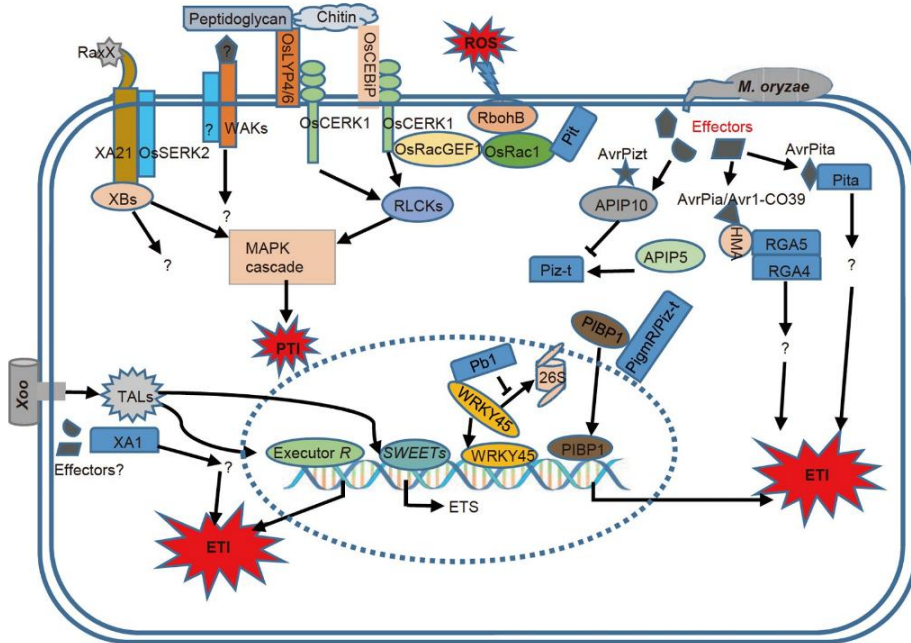 Peptidoglycan
Chitin
RaxX
?
OsLYP4/6
OsCEBiP
ROS
M. oryzae
XA21
OsSERK2
?
WAKs
OsCERK1
OsCERK1
RbohB
OsRacGEF1
OsRac1
Pit
Effectors
AvrPizt
AvrPita
Pita
APIP10
AvrPia/Avr1-CO39
XBs
?
RLCKs
HMA
RGA5
RGA4
?
MAPK
cascade
?
Piz-t
APIP5
PTI
PIBP1
PigmR/Piz-t
?
Xoo
TALs
Pb1
WRKY45
26S
XA1
Effectors?
?
Executor R
SWEETs
WRKY45
PIBP1
ETS
ETI
ETI